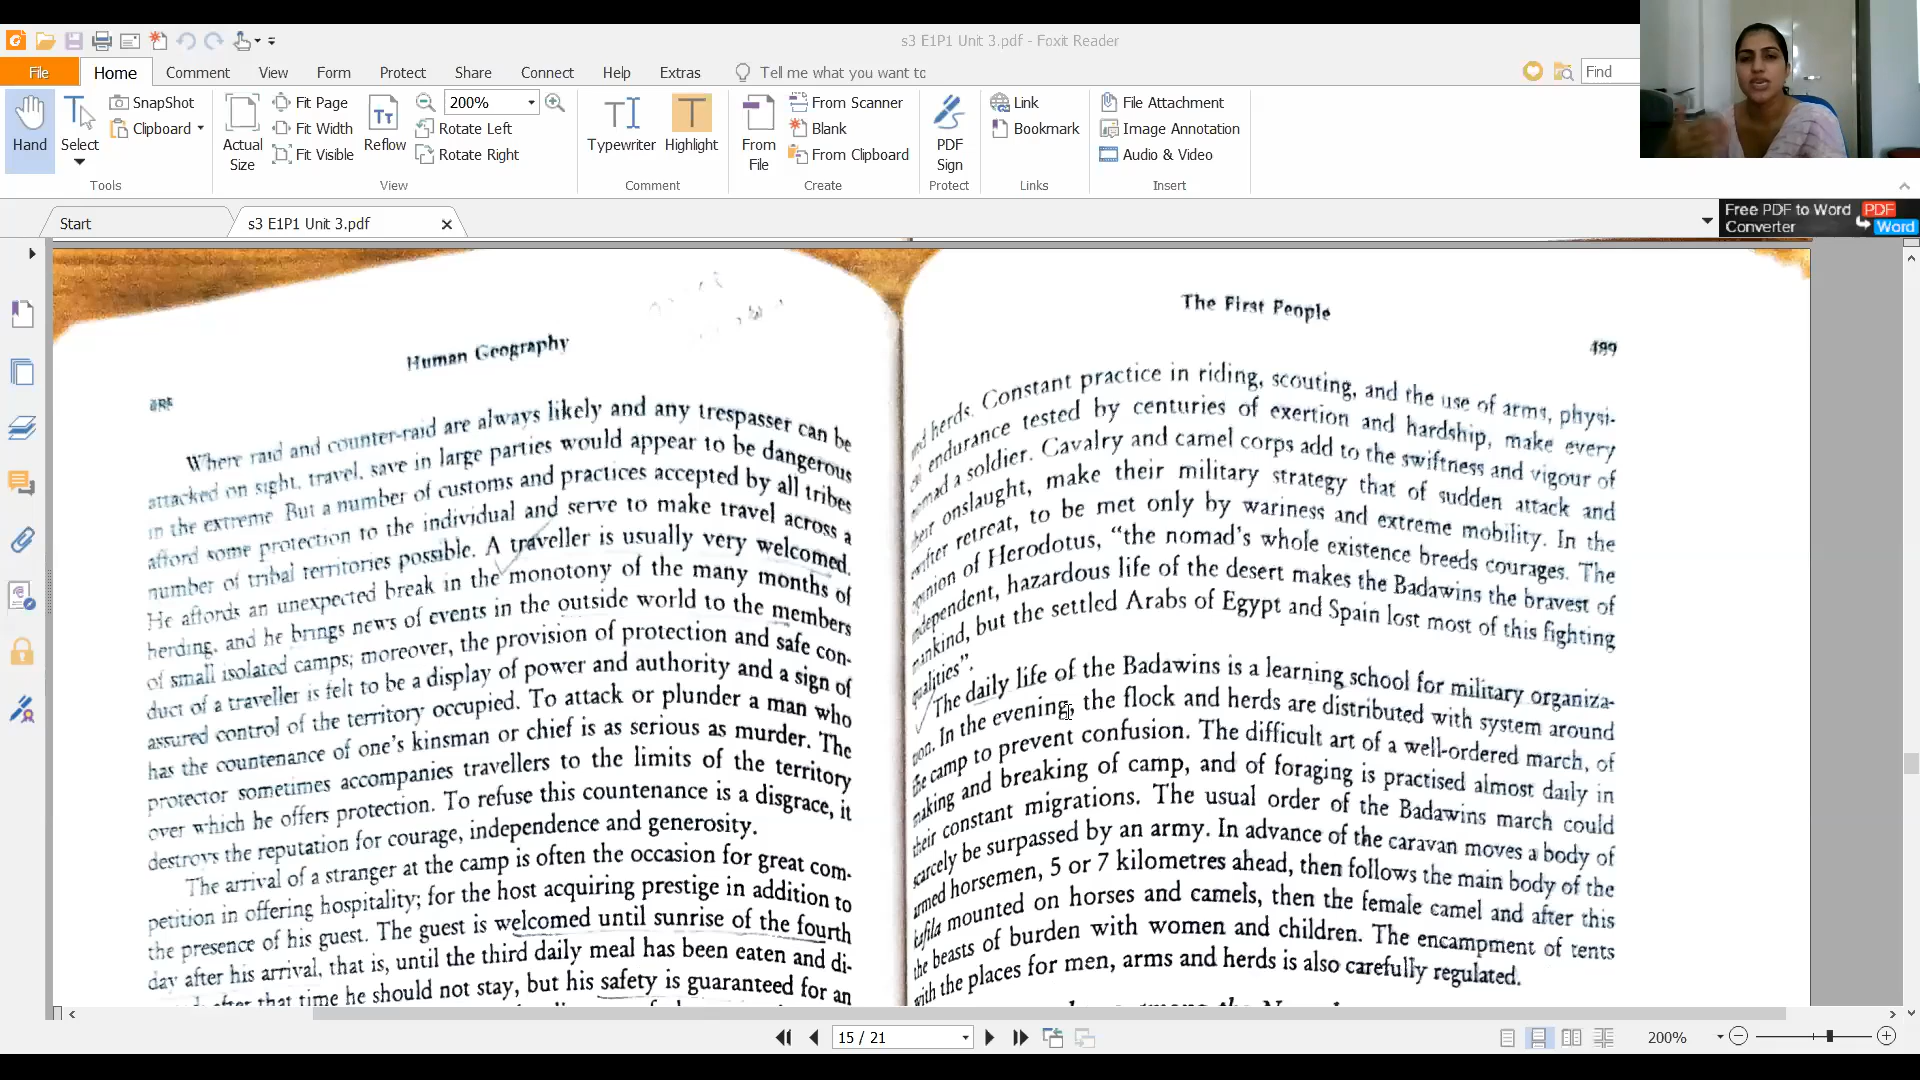 s3 E1P1 Unit 3.pdf - Foxit Reader
File Home Comment View Form Protect Share Connect Help Extras Tell me what you want to Find
SnapShot Fit Page 200% From Scanner Link File Attachment
Clipboard Fit Width Rotate Left Blank Bookmark Image Annotation
Hand Select Actual Size Fit Visible Reflow Rotate Right Typewriter Highlight From File From Clipboard PDF Sign Audio & Video
Tools View Comment Create Protect Links Insert
Start s3 E1P1 Unit 3.pdf
Free PDF to Word Converter PDF Word
Human Geography
Where raid and counter-raid are always likely and any trespasser can be
attacked on sight, travel, save in large parties would appear to be dangerous
in the extreme. But a number of customs and practices accepted by all tribes
afford some protection to the individual and serve to make travel across a
number of tribal territories possible. A traveller is usually very welcomed.
He affords an unexpected break in the monotony of the many months of
herding, and he brings news of events in the outside world to the members
of small isolated camps; moreover, the provision of protection and safe con-
duct of a traveller is felt to be a display of power and authority and a sign of
assured control of the territory occupied. To attack or plunder a man who
has the countenance of one's kinsman or chief is as serious as murder. The
protector sometimes accompanies travellers to the limits of the territory
over which he offers protection. To refuse this countenance is a disgrace, it
destroys the reputation for courage, independence and generosity.
The arrival of a stranger at the camp is often the occasion for great com-
petition in offering hospitality; for the host acquiring prestige in addition to
the presence of his guest. The guest is welcomed until sunrise of the fourth
day after his arrival, that is, until the third daily meal has been eaten and di-
after that time he should not stay, but his safety is guaranteed for an
The First People
499
and herds. Constant practice in riding, scouting, and the use of arms, physi-
cal endurance tested by centuries of exertion and hardship, make every
nomad a soldier. Cavalry and camel corps add to the swiftness and vigour of
their onslaught, make their military strategy that of sudden attack and
swifter retreat, to be met only by wariness and extreme mobility. In the
opinion of Herodotus, “the nomad's whole existence breeds courages. The
independent, hazardous life of the desert makes the Badawins the bravest of
mankind, but the settled Arabs of Egypt and Spain lost most of this fighting
qualities”.
The daily life of the Badawins is a learning school for military organiza-
tion. In the evening, the flock and herds are distributed with system around
the camp to prevent confusion. The difficult art of a well-ordered march, of
making and breaking of camp, and of foraging is practised almost daily in
their constant migrations. The usual order of the Badawins march could
scarcely be surpassed by an army. In advance of the caravan moves a body of
armed horsemen, 5 or 7 kilometres ahead, then follows the main body of the
kafila mounted on horses and camels, then the female camel and after this
the beasts of burden with women and children. The encampment of tents
with the places for men, arms and herds is also carefully regulated.
among the
15 / 21
200%